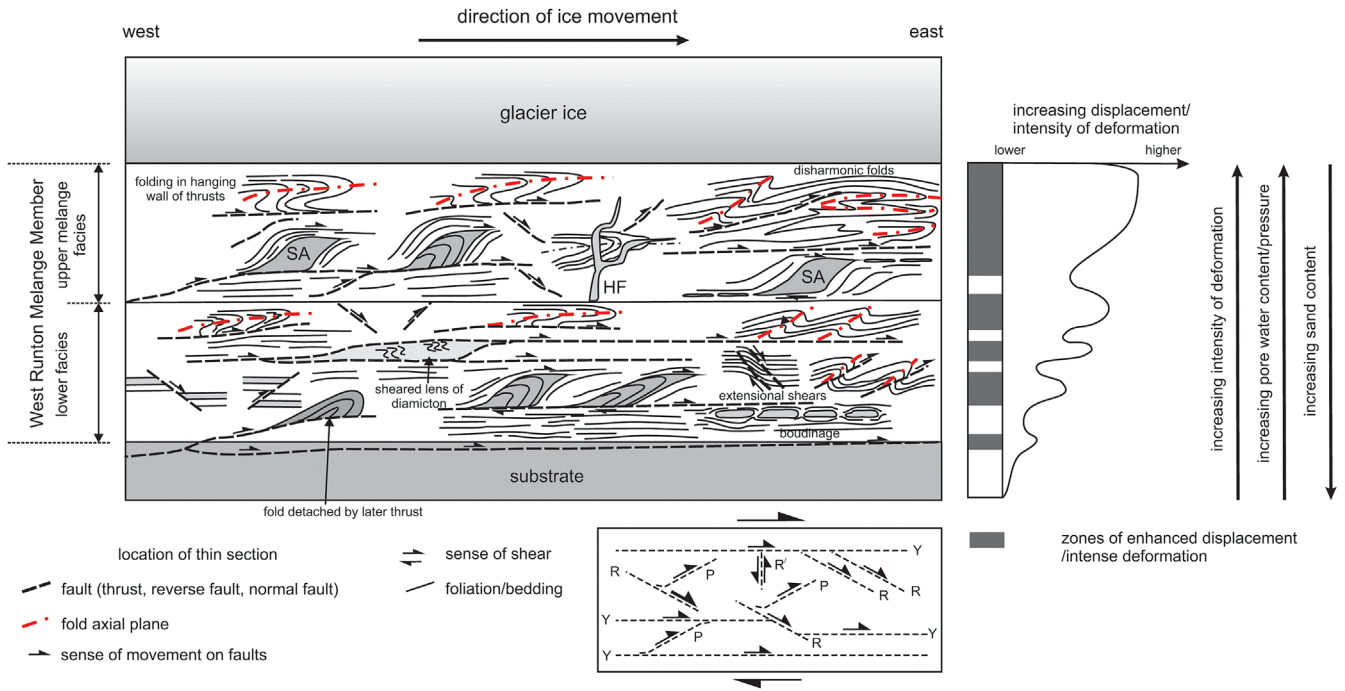 direction of ice movement
west
east
glacier ice
increasing displacement/
intensity of deformation
lower
higher
West Runton Melange Member
upper melange
facies
lower facies
folding in hanging
wall of thrusts
disharmonic folds
SA
HF
SA
sheared lens of
diamicton
extensional shears
boudinage
substrate
fold detached by later thrust
increasing intensity of deformation
increasing pore water content/pressure
increasing sand content
location of thin section
fault (thrust, reverse fault, normal fault)
fold axial plane
sense of movement on faults
sense of shear
foliation/bedding
Y
R
P
R'
P
R
R
Y
P
R
Y
Y
zones of enhanced displacement
/intense deformation